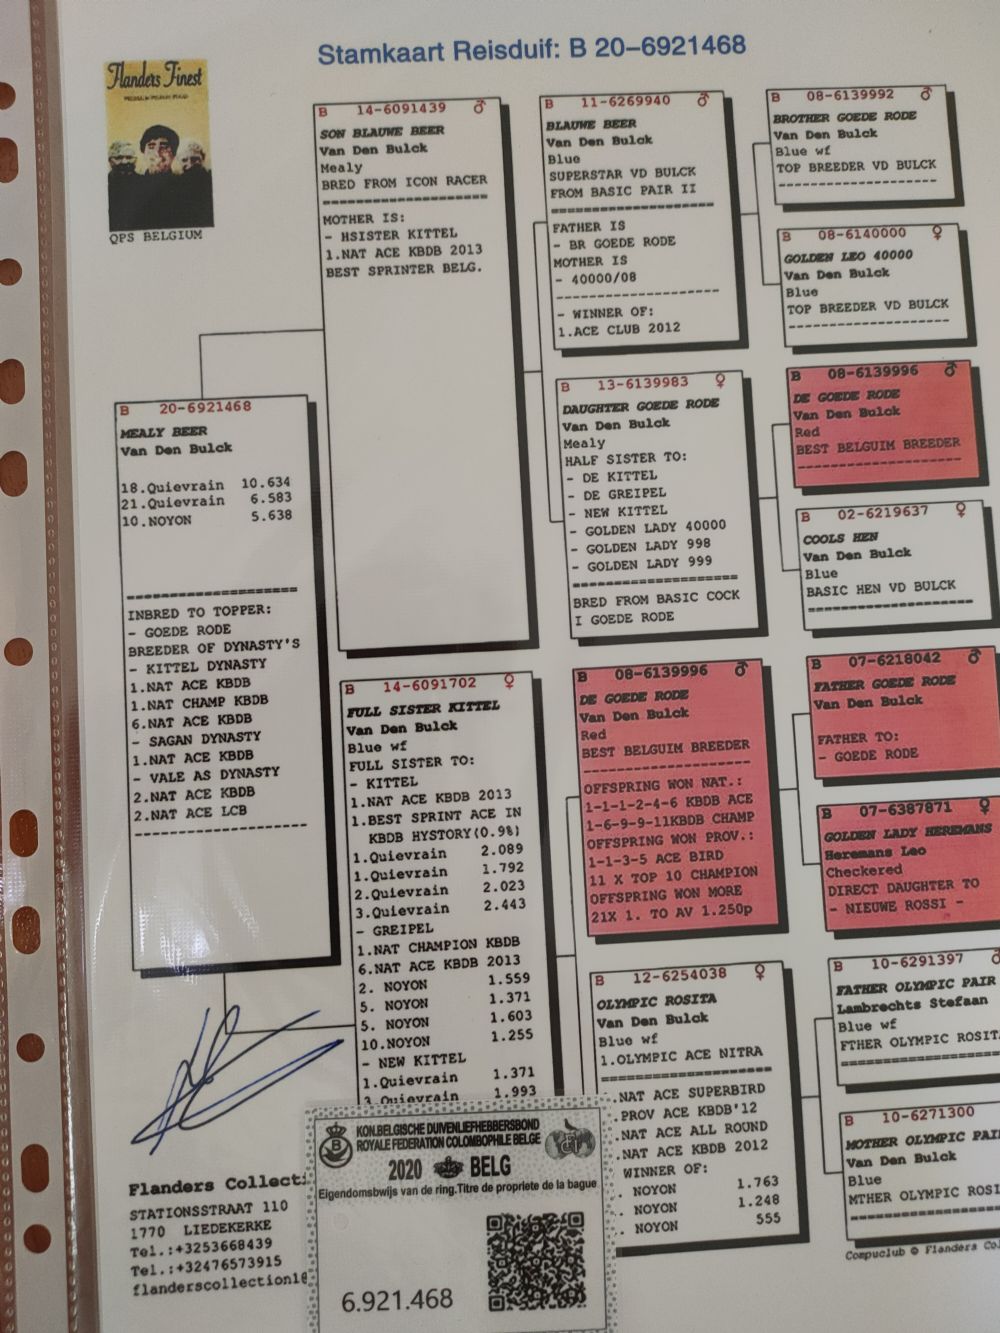 Stamkaart Reisduif: B 20-6921468
Flanders Finest
QPS BELGIUM
B 20-6921468
MEALY BEER
Van Den Bulck
18.Quievrain 10.634
21.Quievrain 6.583
10.NOYON 5.638
====================
INBRED TO TOPPER:
- GOEDE RODE
BREEDER OF DYNASTY'S
- KITTEL DYNASTY
1.NAT ACE KBDB
1.NAT CHAMP KBDB
6.NAT ACE KBDB
- SAGAN DYNASTY
1.NAT ACE KBDB
- VALE AS DYNASTY
2.NAT ACE KBDB
2.NAT ACE LCB
--------------------
B 14-6091439 ♂
SON BLAUWE BEER
Van Den Bulck
Mealy
BRED FROM ICON RACER
====================
MOTHER IS:
- HSISTER KITTEL
1.NAT ACE KBDB 2013
BEST SPRINTER BELG.
B 14-6091702 ♀
FULL SISTER KITTEL
Van Den Bulck
Blue wf
FULL SISTER TO:
- KITTEL
1.NAT ACE KBDB 2013
1.BEST SPRINT ACE IN
KBDB HYSTORY(0.9%)
1.Quievrain 2.089
1.Quievrain 1.792
2.Quievrain 2.023
3.Quievrain 2.443
- GREIPEL
1.NAT CHAMPION KBDB
6.NAT ACE KBDB 2013
2. NOYON 1.559
5. NOYON 1.371
5. NOYON 1.603
10.NOYON 1.255
- NEW KITTEL
1.Quievrain 1.371
3.Quievrain 1.993
B 11-6269940 ♂
BLAUWE BEER
Van Den Bulck
Blue
SUPERSTAR VD BULCK
FROM BASIC PAIR II
====================
FATHER IS
- BR GOEDE RODE
MOTHER IS
- 40000/08
--------------------
- WINNER OF:
1.ACE CLUB 2012
B 13-6139983 ♀
DAUGHTER GOEDE RODE
Van Den Bulck
Mealy
HALF SISTER TO:
- DE KITTEL
- DE GREIPEL
- NEW KITTEL
- GOLDEN LADY 40000
- GOLDEN LADY 998
- GOLDEN LADY 999
====================
BRED FROM BASIC COCK
I GOEDE RODE
B 08-6139996 ♂
DE GOEDE RODE
Van Den Bulck
Red
BEST BELGUIM BREEDER
--------------------
OFFSPRING WON NAT.:
1-1-1-2-4-6 KBDB ACE
1-6-9-9-11KBDB CHAMP
OFFSPRING WON PROV.:
1-1-3-5 ACE BIRD
11 X TOP 10 CHAMPION
OFFSPRING WON MORE
21X 1. TO AV 1.250p
B 12-6254038 ♀
OLYMPIC ROSITA
Van Den Bulck
Blue wf
1.OLYMPIC ACE NITRA
====================
.NAT ACE SUPERBIRD
.PROV ACE KBDB'12
.NAT ACE ALL ROUND
.NAT ACE KBDB 2012
WINNER OF:
. NOYON 1.763
. NOYON 1.248
. NOYON 555
B 08-6139992 ♂
BROTHER GOEDE RODE
Van Den Bulck
Blue wf
TOP BREEDER VD BULCK
--------------------
B 08-6140000 ♀
GOLDEN LEO 40000
Van Den Bulck
Blue
TOP BREEDER VD BULCK
--------------------
B 08-6139996 ♂
DE GOEDE RODE
Van Den Bulck
Red
BEST BELGUIM BREEDER
--------------------
B 02-6219637 ♀
COOLS HEN
Van Den Bulck
Blue
BASIC HEN VD BULCK
====================
B 07-6218042 ♂
FATHER GOEDE RODE
Van Den Bulck
FATHER TO:
- GOEDE RODE
B 07-6387871 ♀
GOLDEN LADY HEREMANS
Heremans Leo
Checkered
DIRECT DAUGHTER TO
- NIEUWE ROSSI -
B 10-6291397 ♂
FATHER OLYMPIC PAIR
Lambrechts Stefaan
Blue wf
FTHER OLYMPIC ROSIT
====================
B 10-6271300
MOTHER OLYMPIC PAI
Van Den Bulck
Blue
MTHER OLYMPIC ROSI
====================
Compuclub © Flanders Col
Flanders Collecti
STATIONSSTRAAT 110
1770 LIEDEKERKE
Tel.:+3253668439
Tel.:+32476573915
flanderscollection1@
KON.BELGISCHE DUIVENLIEFHEBBERSBOND
ROYALE FEDERATION COLOMBOPHILE BELGE
2020 BELG
Eigendomsbwijs van de ring.Titre de propriete de la bague
6.921.468